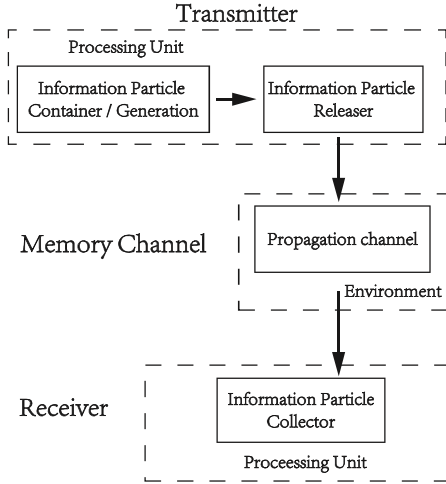 Transmitter
Processing Unit
Information Particle
Container / Generation
Information Particle
Releaser
Memory Channel
Propagation channel
Environment
Receiver
Information Particle
Collector
Proceessing Unit